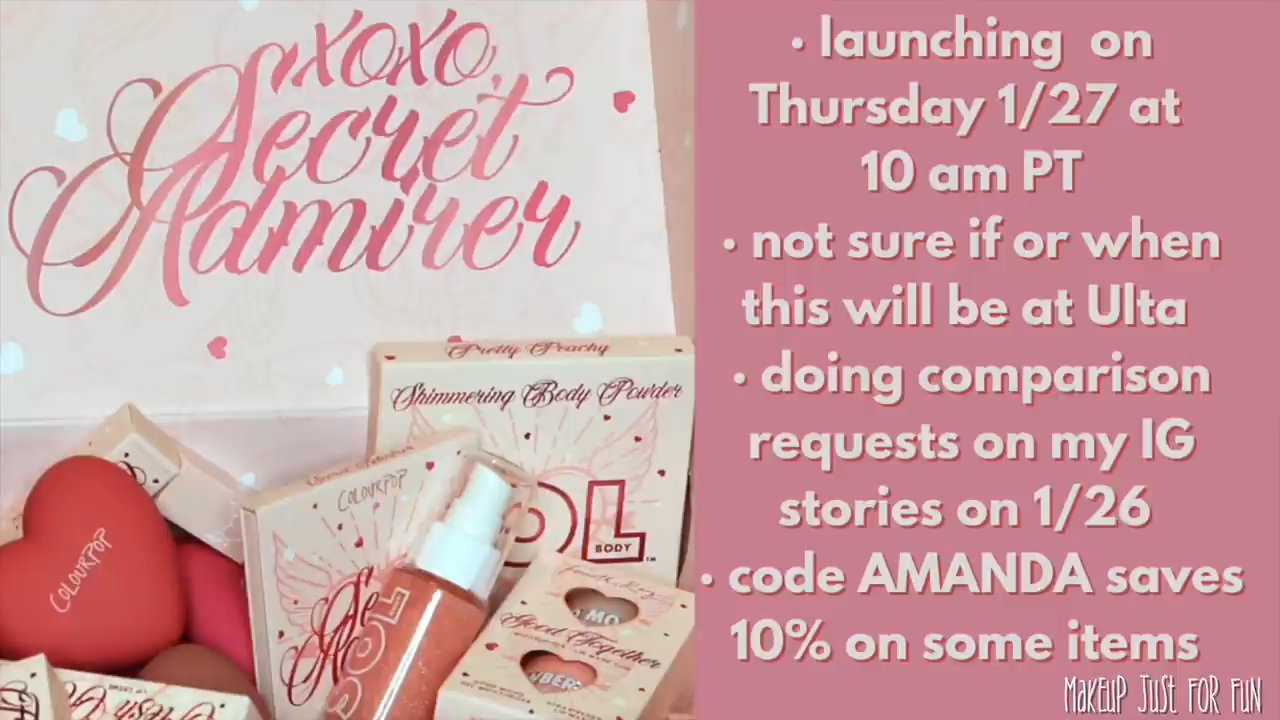 xoxo,
Secret
Admirer
Pretty Peachy
Shimmering Body Powder
COLOURPOP
OL
BODY
TM
COLOURPOP
SOL
Good Together
• launching on
Thursday 1/27 at
10 am PT
• not sure if or when
this will be at Ulta
• doing comparison
requests on my IG
stories on 1/26
• code AMANDA saves
10% on some items
MAKEUP JUST FOR FUN